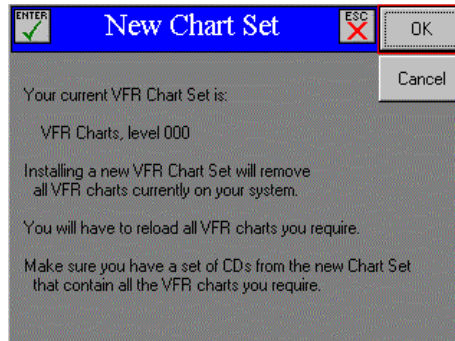 ENTER
New Chart Set
ESC
OK
Cancel
Your current VFR Chart Set is:
VFR Charts, level 000
Installing a new VFR Chart Set will remove
all VFR charts currently on your system.
You will have to reload all VFR charts you require.
Make sure you have a set of CDs from the new Chart Set
that contain all the VFR charts you require.